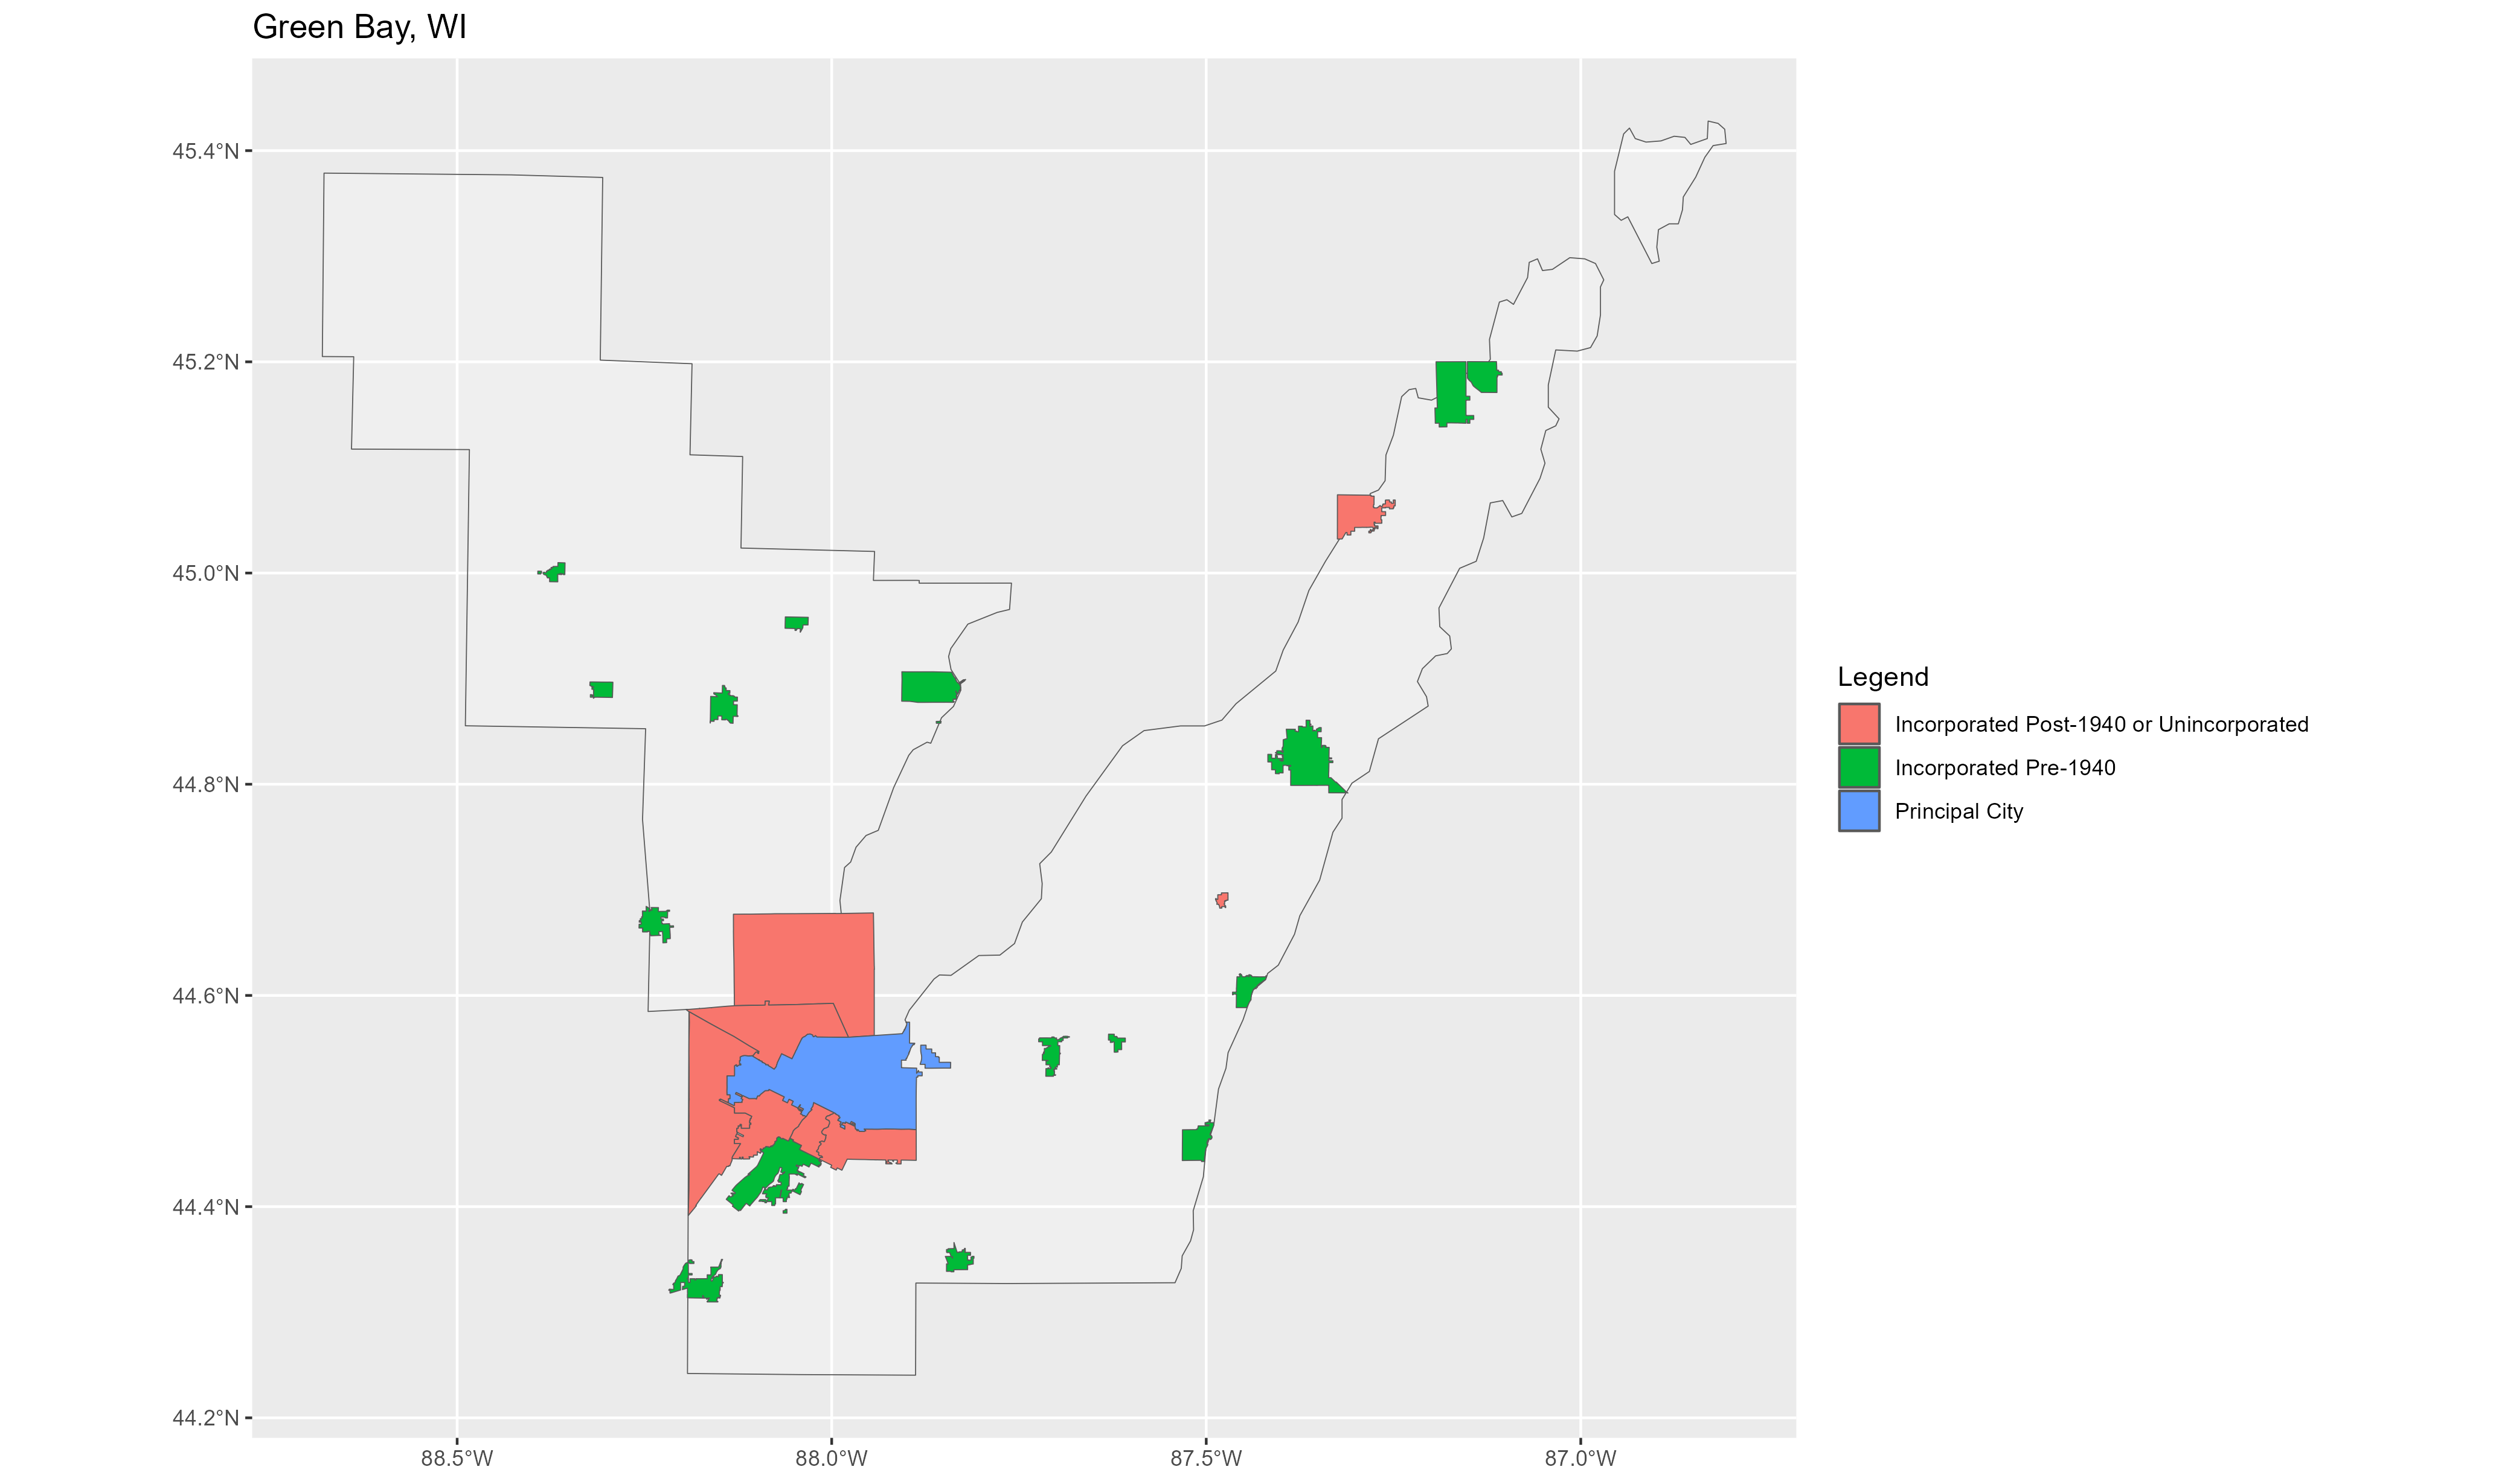 Green Bay, WI
45.4°N
45.2°N
45.0°N
44.8°N
44.6°N
44.4°N
44.2°N
88.5°W
88.0°W
87.5°W
87.0°W
Legend
Incorporated Post-1940 or Unincorporated
Incorporated Pre-1940
Principal City